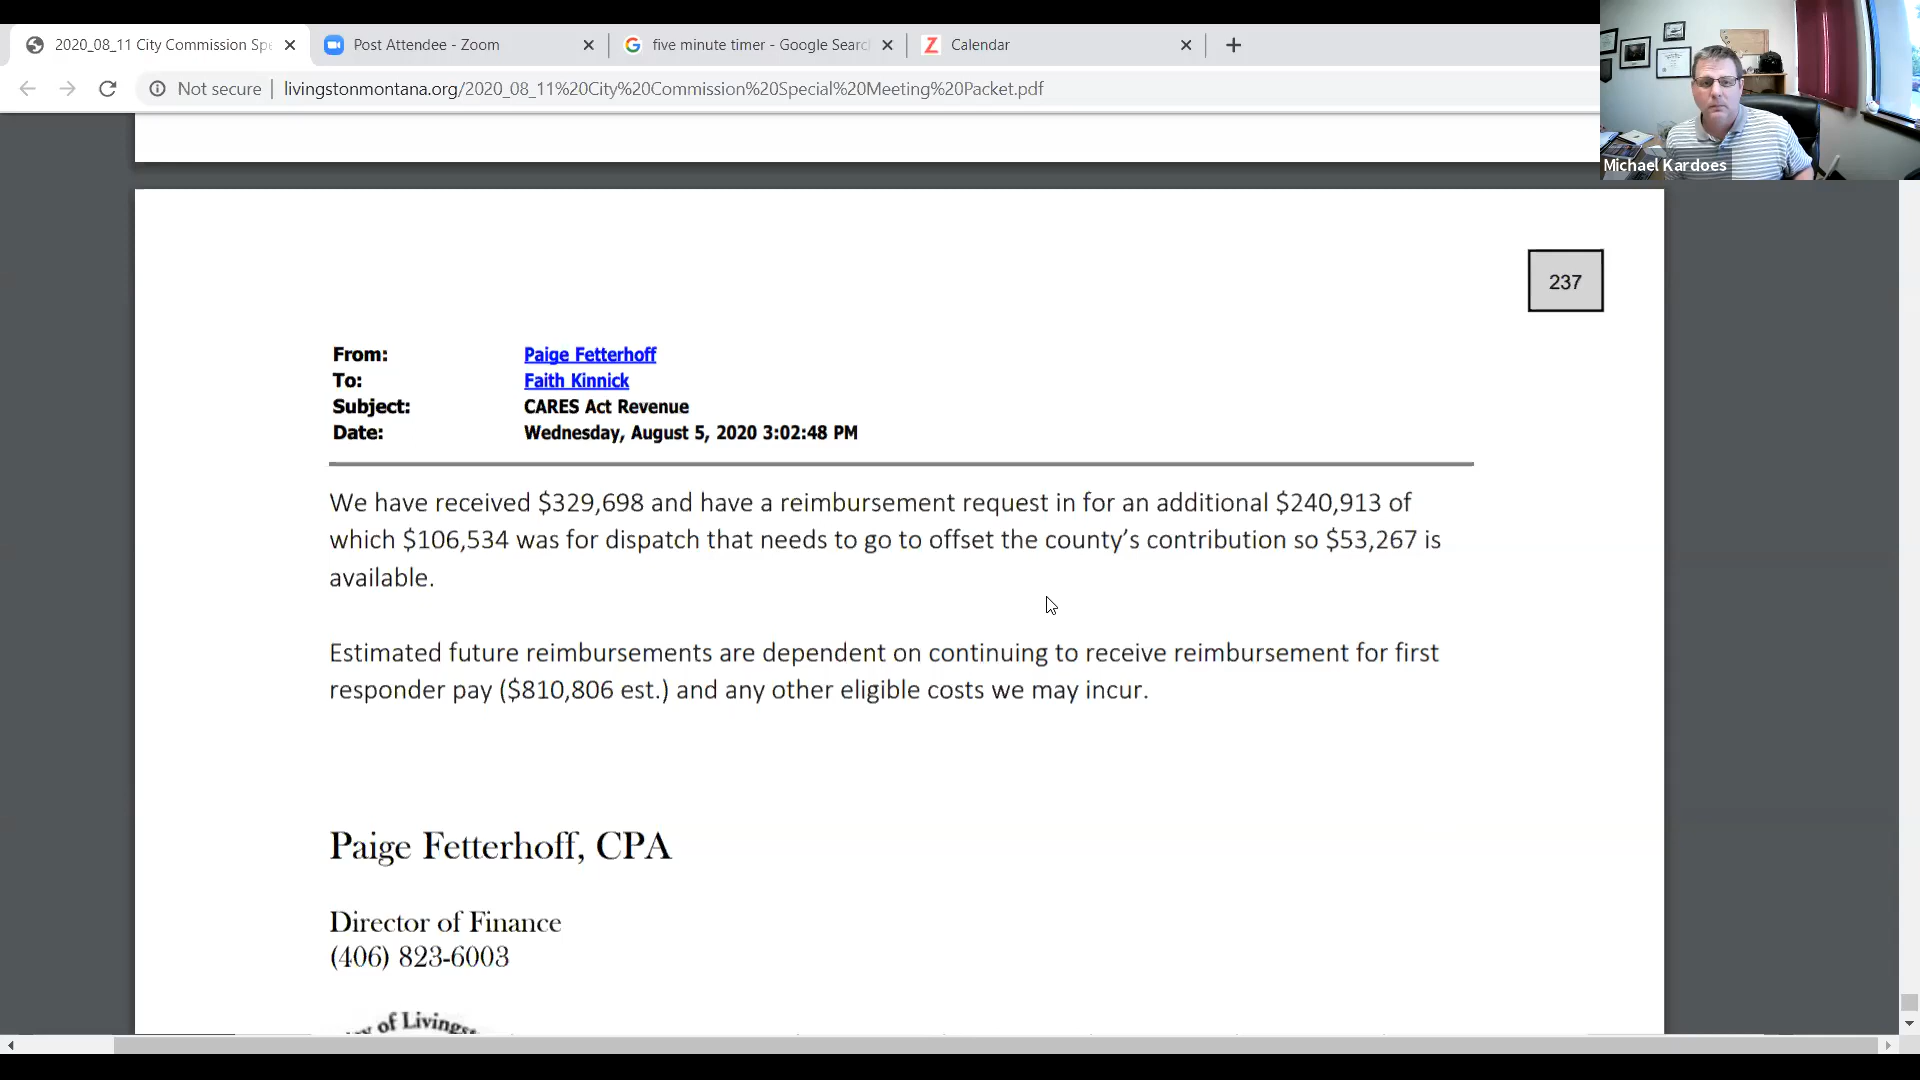 2020_08_11 City Commission Spe
Post Attendee - Zoom
five minute timer - Google Searc
Calendar
Not secure | livingstonmontana.org/2020_08_11%20City%20Commission%20Special%20Meeting%20Packet.pdf
Michael Kardoes
237
From: Paige Fetterhoff
To: Faith Kinnick
Subject: CARES Act Revenue
Date: Wednesday, August 5, 2020 3:02:48 PM
We have received $329,698 and have a reimbursement request in for an additional $240,913 of
which $106,534 was for dispatch that needs to go to offset the county’s contribution so $53,267 is
available.
Estimated future reimbursements are dependent on continuing to receive reimbursement for first
responder pay ($810,806 est.) and any other eligible costs we may incur.
Paige Fetterhoff, CPA
Director of Finance
(406) 823-6003
of Livings